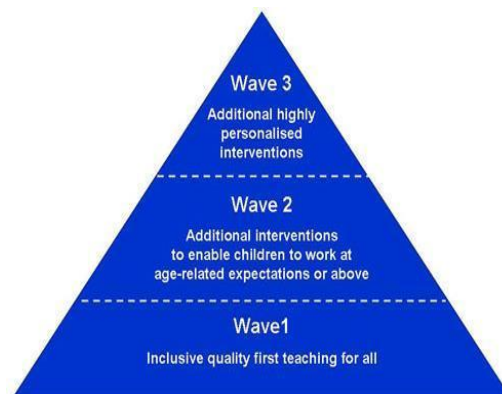 Wave 3
Additional highly
personalised
interventions
Wave 2
Additional interventions
to enable children to work at
age-related expectations or above
Wave1
Inclusive quality first teaching for all